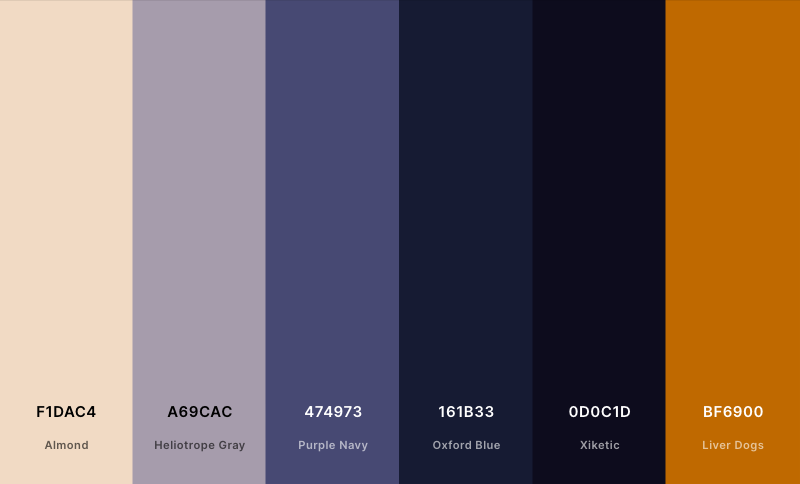 F1DAC4 A69CAC 474973 161B33 0D0C1D BF6900
Almond Heliotrope Gray Purple Navy Oxford Blue Xiketic Liver Dogs